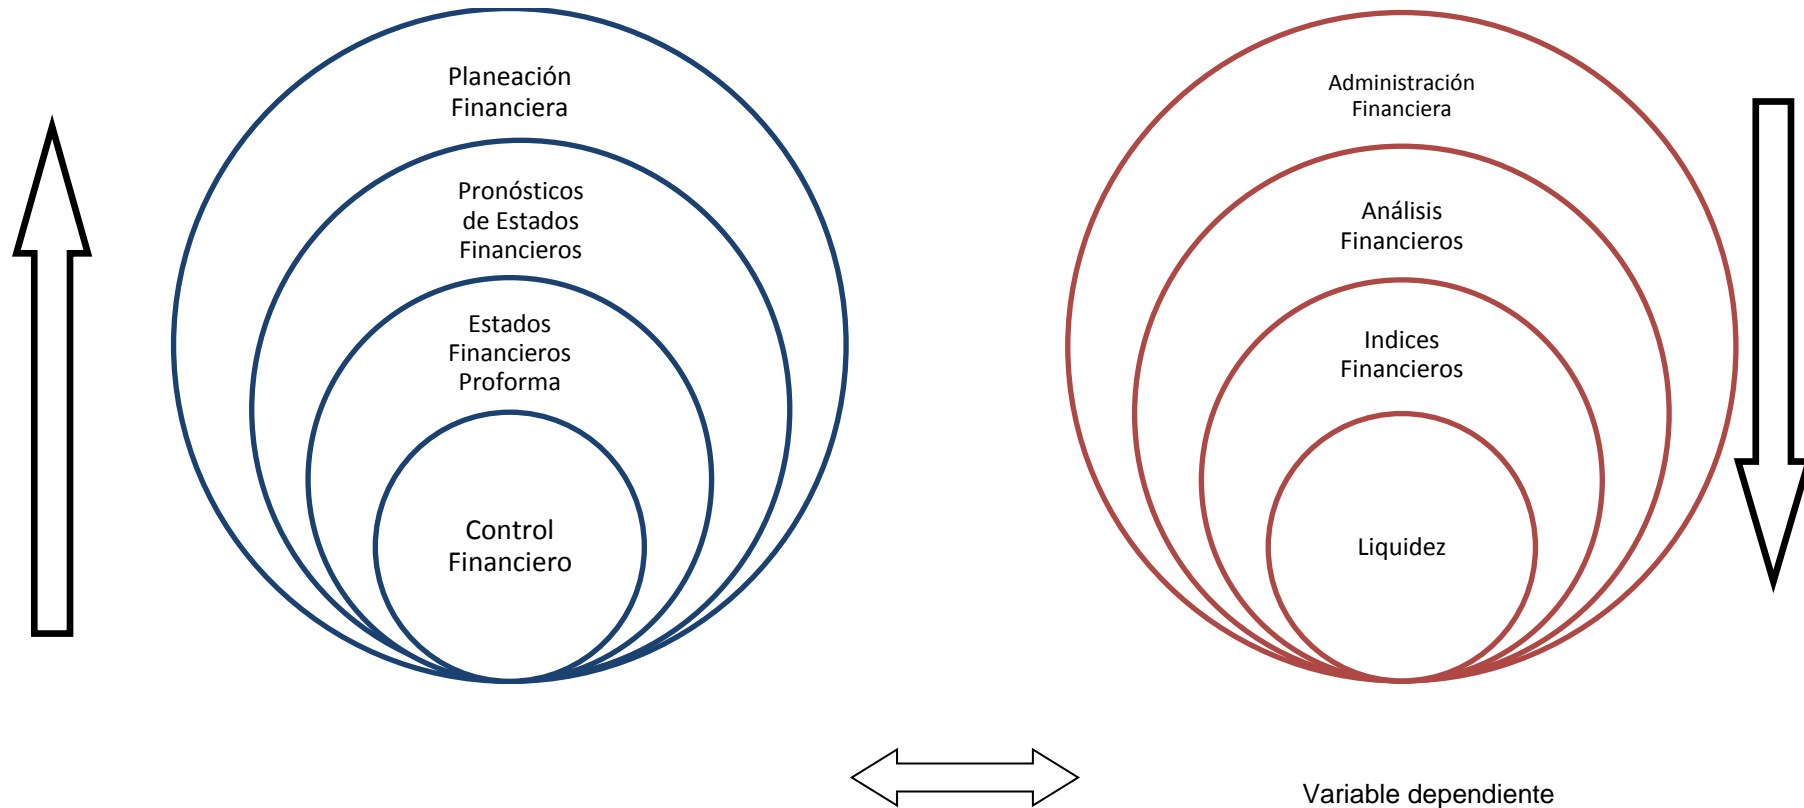 Planeación
Financiera
Pronósticos
de Estados
Financieros
Estados
Financieros
Proforma
Control
Financiero
Administración
Financiera
Análisis
Financieros
Indices
Financieros
Liquidez
Variable dependiente